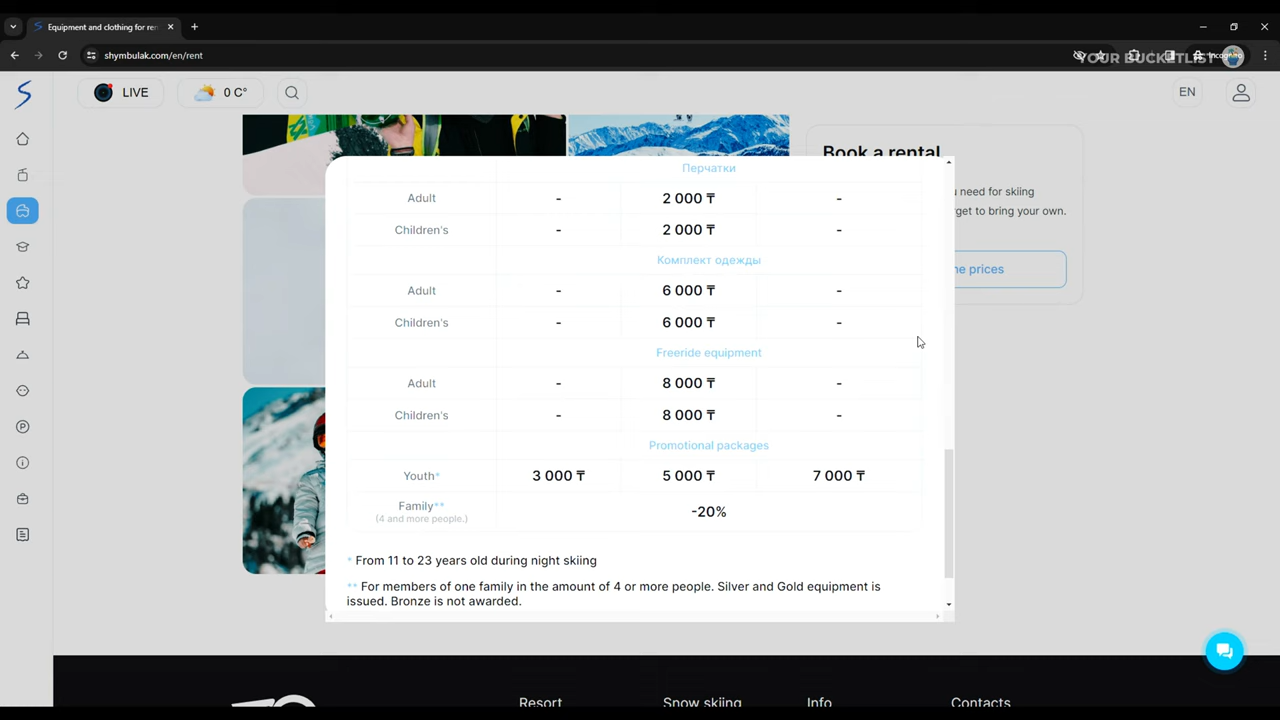 Equipment and clothing for ren
shymbulak.com/en/rent
YOUR BUCKETLIST
LIVE
0 C°
EN
Book a rental
u need for skiing
rget to bring your own.
he prices
Перчатки
Adult - 2 000 ₸ -
Children's - 2 000 ₸ -
Комплект одежды
Adult - 6 000 ₸ -
Children's - 6 000 ₸ -
Freeride equipment
Adult - 8 000 ₸ -
Children's - 8 000 ₸ -
Promotional packages
Youth* 3 000 ₸ 5 000 ₸ 7 000 ₸
Family** -20%
(4 and more people.)
* From 11 to 23 years old during night skiing
** For members of one family in the amount of 4 or more people. Silver and Gold equipment is
issued. Bronze is not awarded.
Resort Snow skiing Info Contacts